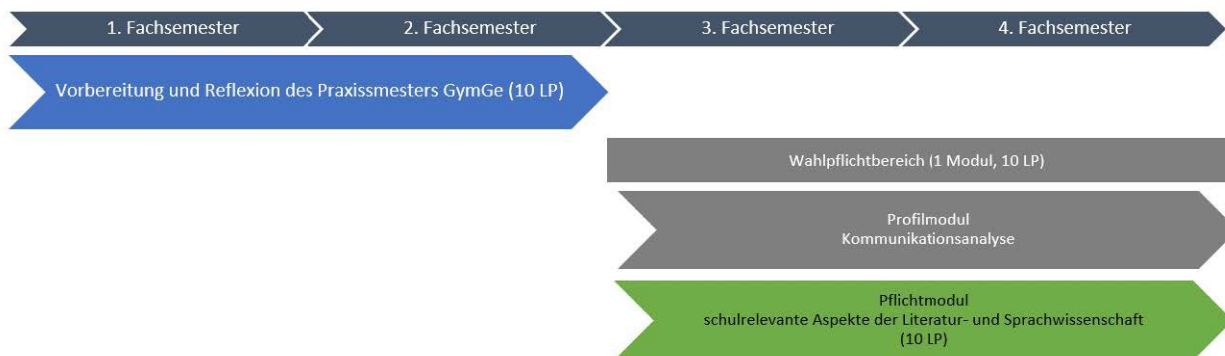 1. Fachsemester
2. Fachsemester
3. Fachsemester
4. Fachsemester
Vorbereitung und Reflexion des Praxissmesters GymGe (10 LP)
Wahlpflichtbereich (1 Modul, 10 LP)
Profilmodul
Kommunikationsanalyse
Pflichtmodul
schulrelevante Aspekte der Literatur- und Sprachwissenschaft
(10 LP)